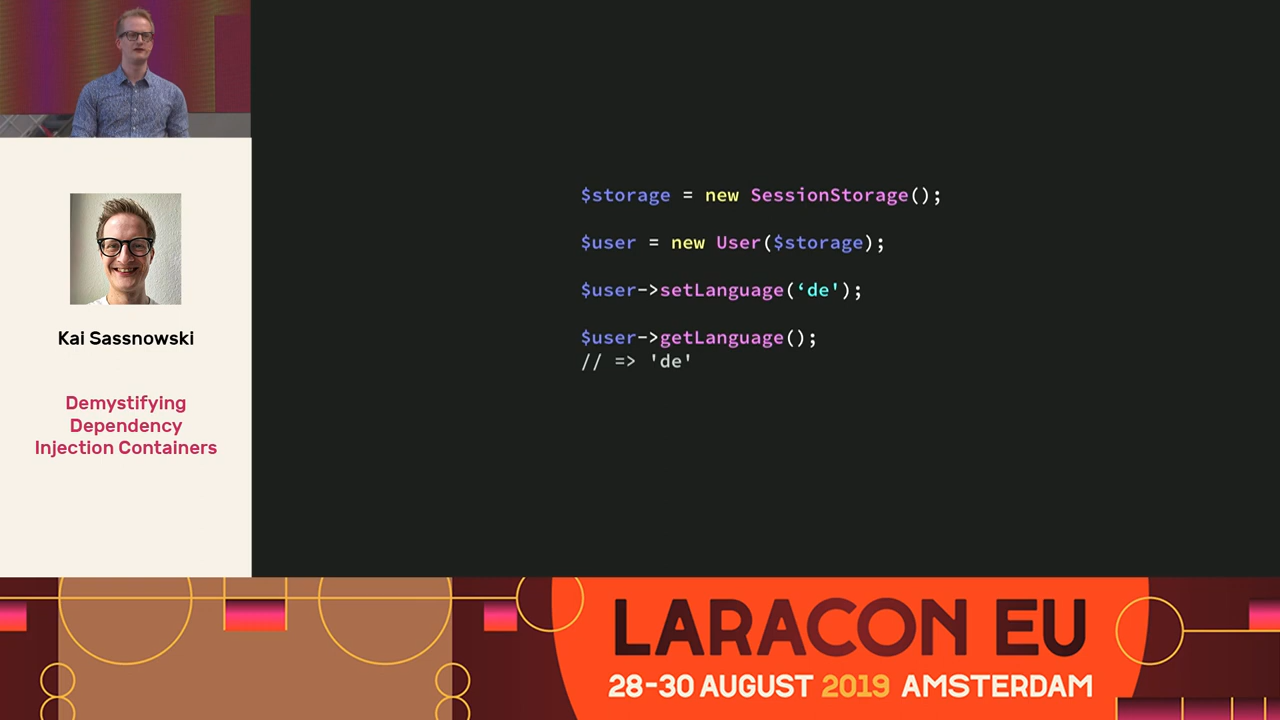 Kai Sassnowski
Demystifying
Dependency
Injection Containers
$storage = new SessionStorage();
$user = new User($storage);
$user->setLanguage(‘de');
$user->getLanguage();
// => 'de'
LARACON EU
28-30 AUGUST 2019 AMSTERDAM